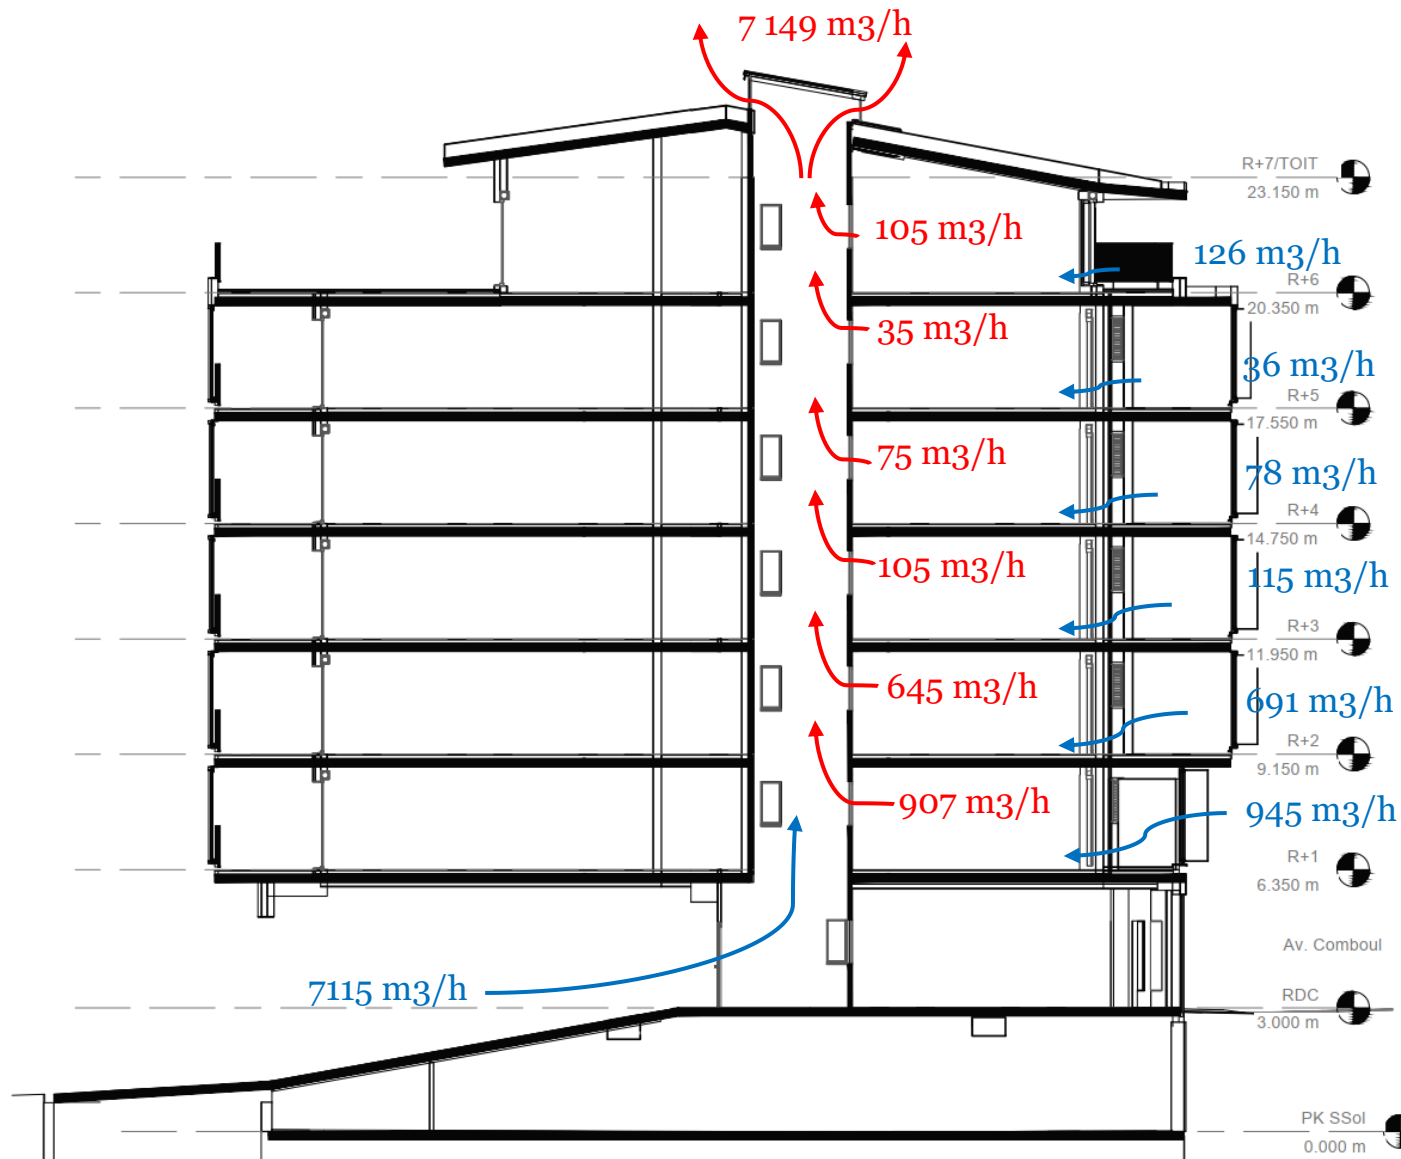 7 149 m3/h
R+7/TOIT
23.150 m
105 m3/h
126 m3/h
R+6
20.350 m
35 m3/h
36 m3/h
R+5
17.550 m
75 m3/h
78 m3/h
R+4
14.750 m
105 m3/h
115 m3/h
R+3
11.950 m
645 m3/h
691 m3/h
R+2
9.150 m
907 m3/h
945 m3/h
R+1
6.350 m
Av. Comboul
7115 m3/h
RDC
3.000 m
PK SSol
0.000 m